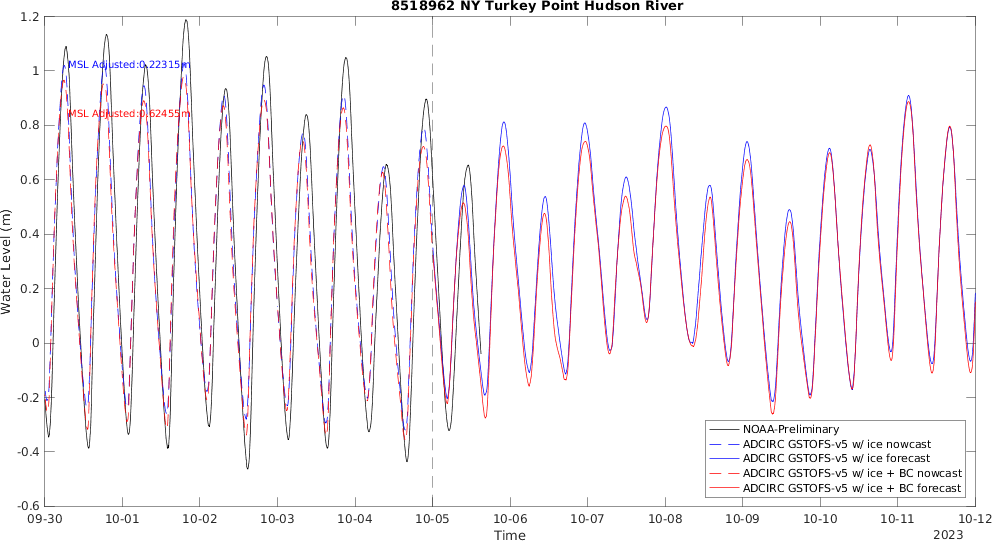 8518962 NY Turkey Point Hudson River
1.2
1
0.8
0.6
0.4
0.2
0
-0.2
-0.4
-0.6
Water Level (m)
MSL Adjusted:0.22315m
MSL Adjusted:0.62455m
NOAA-Preliminary
ADCIRC GSTOFS-v5 w/ ice nowcast
ADCIRC GSTOFS-v5 w/ ice forecast
ADCIRC GSTOFS-v5 w/ ice + BC nowcast
ADCIRC GSTOFS-v5 w/ ice + BC forecast
09-30 10-01 10-02 10-03 10-04 10-05 10-06 10-07 10-08 10-09 10-10 10-11 10-12
Time
2023